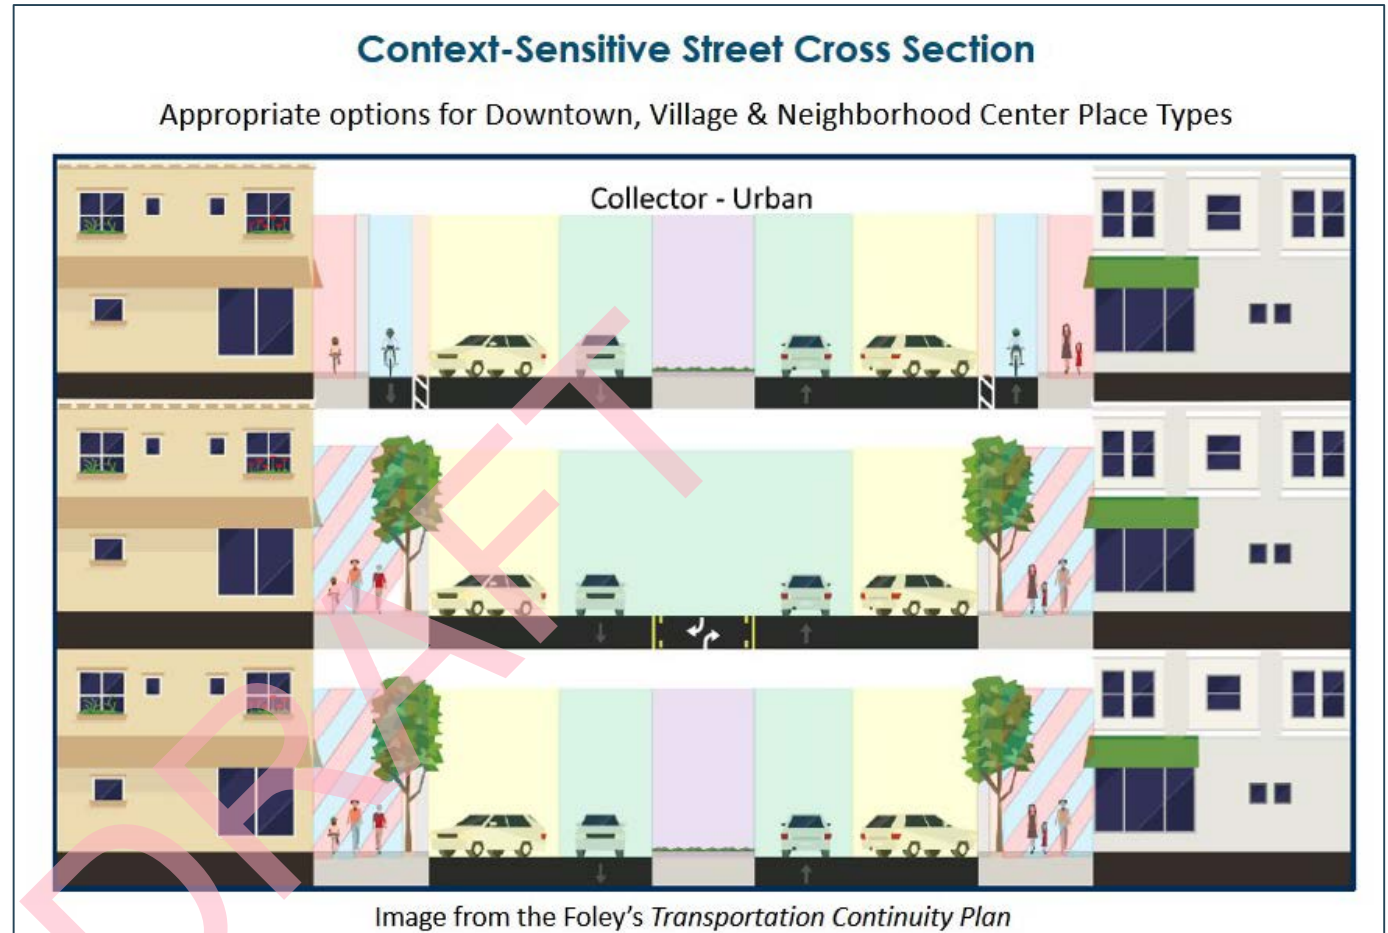 Context-Sensitive Street Cross Section
Appropriate options for Downtown, Village & Neighborhood Center Place Types
Collector - Urban
DRAFT
Image from the Foley’s Transportation Continuity Plan